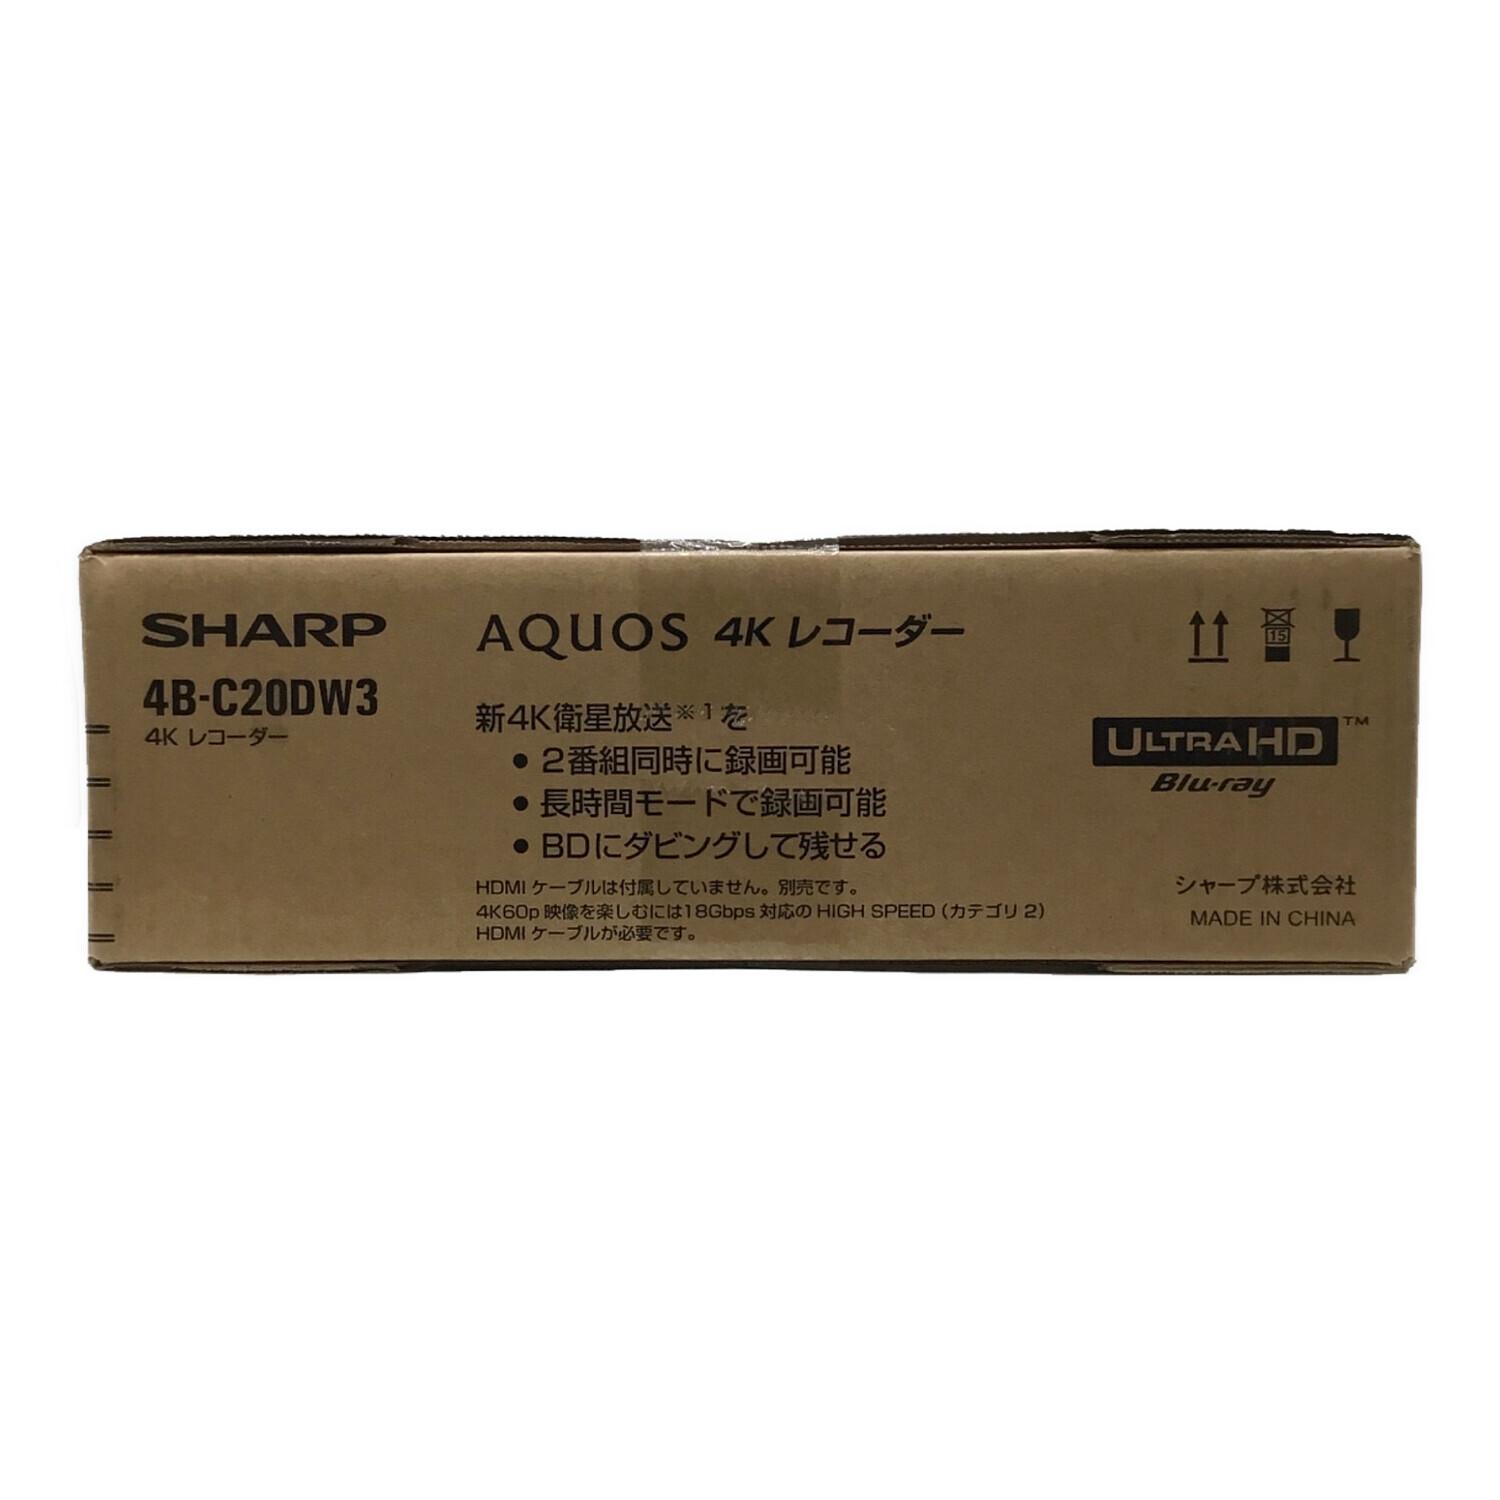 SHARP
4B-C20DW3
4K レコーダー
AQUOS 4K レコーダー
新4K衛星放送※1を
● 2番組同時に録画可能
● 長時間モードで録画可能
● BDにダビングして残せる
HDMI ケーブルは付属していません。別売です。
4K60p 映像を楽しむには18Gbps 対応の HIGH SPEED (カテゴリ 2)
HDMI ケーブルが必要です。
15
ULTRA HD™
Blu-ray
シャープ株式会社
MADE IN CHINA